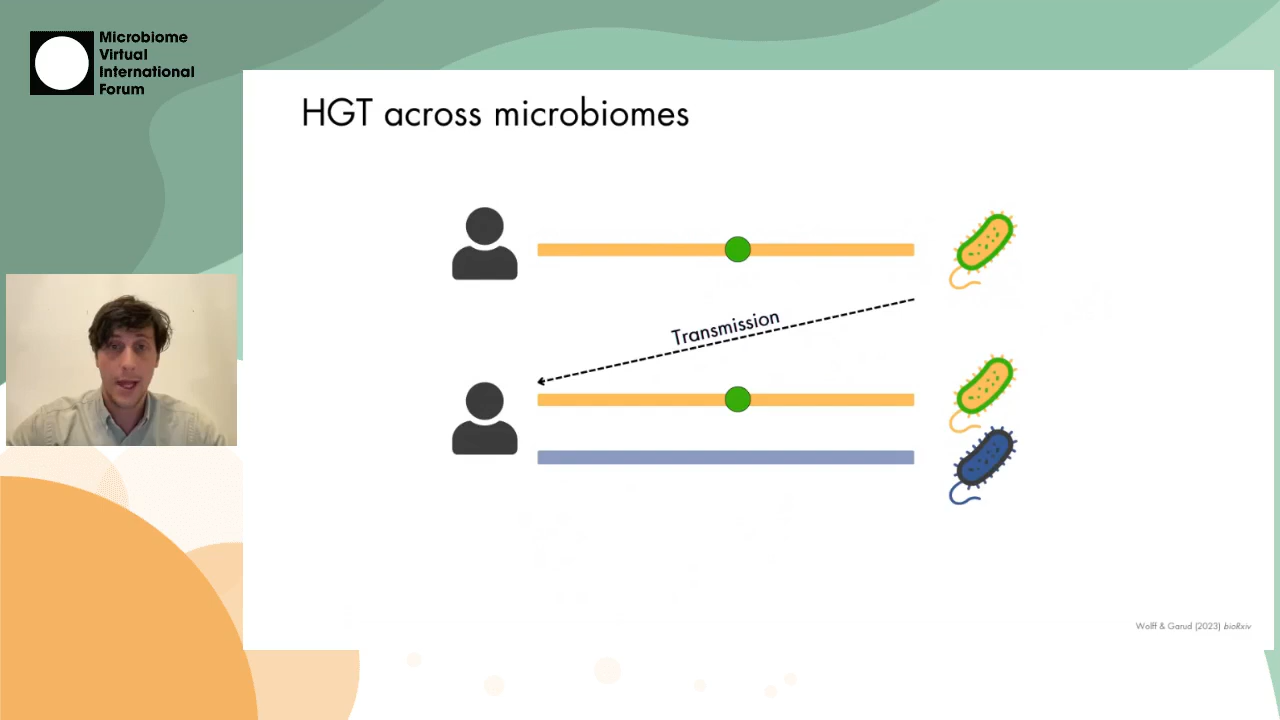 Microbiome
Virtual
International
Forum
HGT across microbiomes
Transmission
Wolff & Garud (2023) bioRxiv